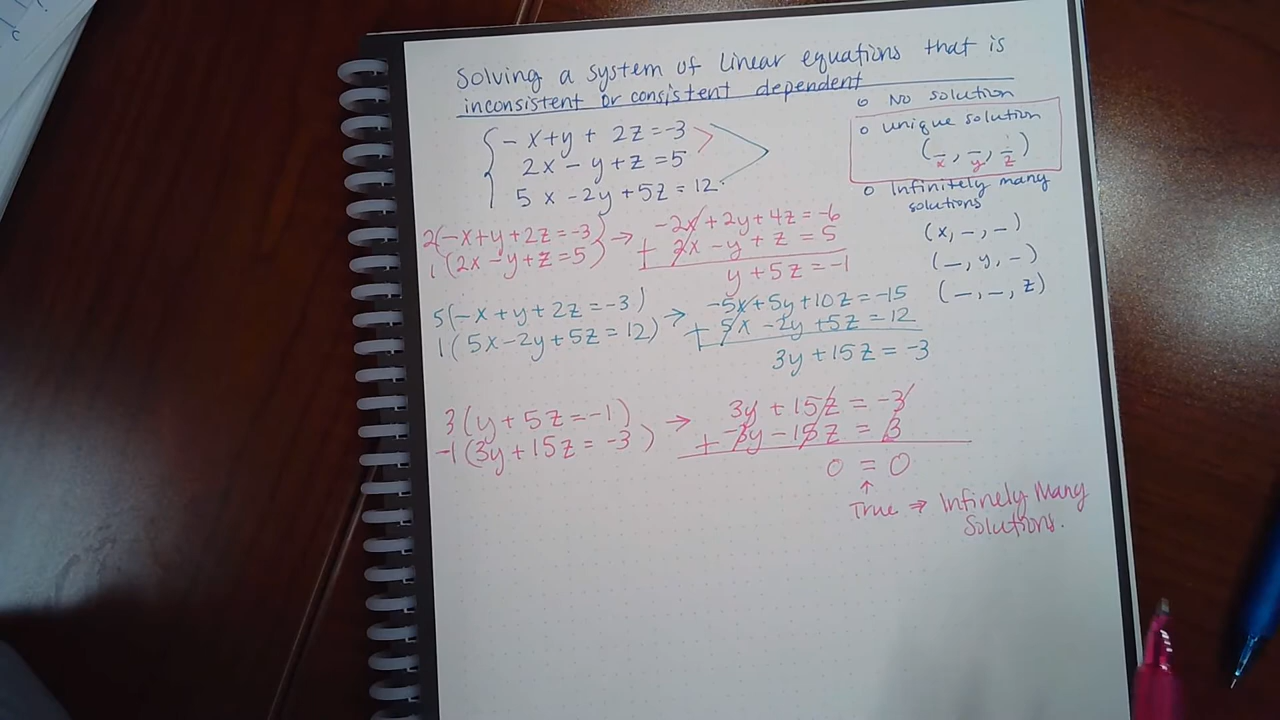 Solving a system of linear equations that is
inconsistent or consistent dependent
-x+y+2z=-3
2x-y+z=5
5x-2y+5z=12
o No solution
o unique solution
(_, _, _)
x y z
o Infinitely many
solutions
(x, _, _)
(_, y, _)
(_, _, z)
2(-x+y+2z=-3) → -2x+2y+4z=-6
1(2x-y+z=5) + 2x-y+z=5
y+5z=-1
5(-x+y+2z=-3) → -5x+5y+10z=-15
1(5x-2y+5z=12) + 5x-2y+5z=12
3y+15z=-3
3(y+5z=-1) → 3y+15z=-3
-1(3y+15z=-3) + -3y-15z=3
0=0
↑
True ⇒ Infinely Many
Solutions.